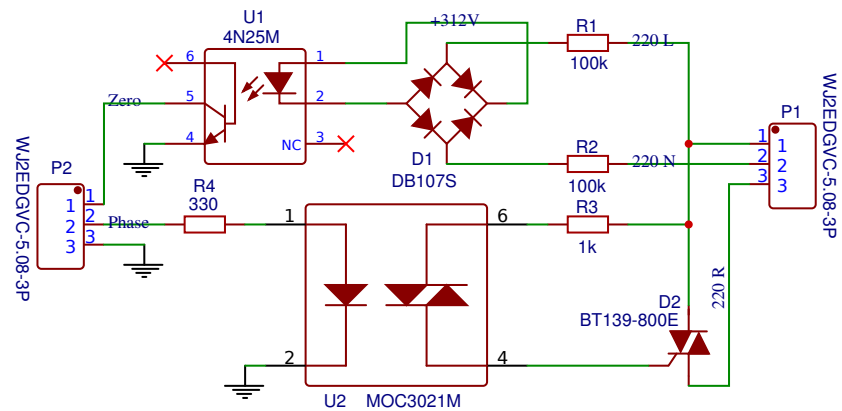 U1
4N25M
+312V
R1
220 L
100k
6
1
5
2
4
NC
3
Zero
D1
DB107S
R2
220 N
100k
P1
1
2
3
1
2
3
WJ2EDGVC-5.08-3P
P2
1
2
3
1
2
3
WJ2EDGVC-5.08-3P
Phase
R4
330
1
6
2
4
U2
MOC3021M
R3
1k
220 R
D2
BT139-800E